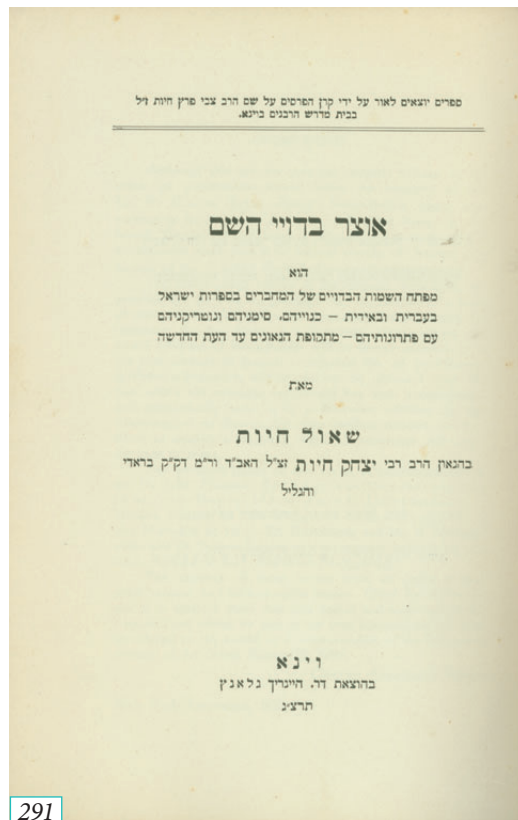 ספרים יוצאים לאור על ידי קרן הפרסים על שם הרב צבי פרץ חיות ז״ל
בבית מדרש הרבנים בוינא.
אוצר בדויי השם
הוא
מפתח השמות הבדויים של המחברים בספרות ישראל
בעברית ובאידית – כנוייהם, סימניהם ונוטריקניהם
עם פתרונותיהם – מתקופת הגאונים עד העת החדשה
מאת
שאול חיות
בהגאון הרב רבי יצחק חיות זצ״ל האב״ד ור״מ דק״ק בראדי
והגליל
וינא
בהוצאת דר. היינריך גלאנץ
תרצ״ג
291